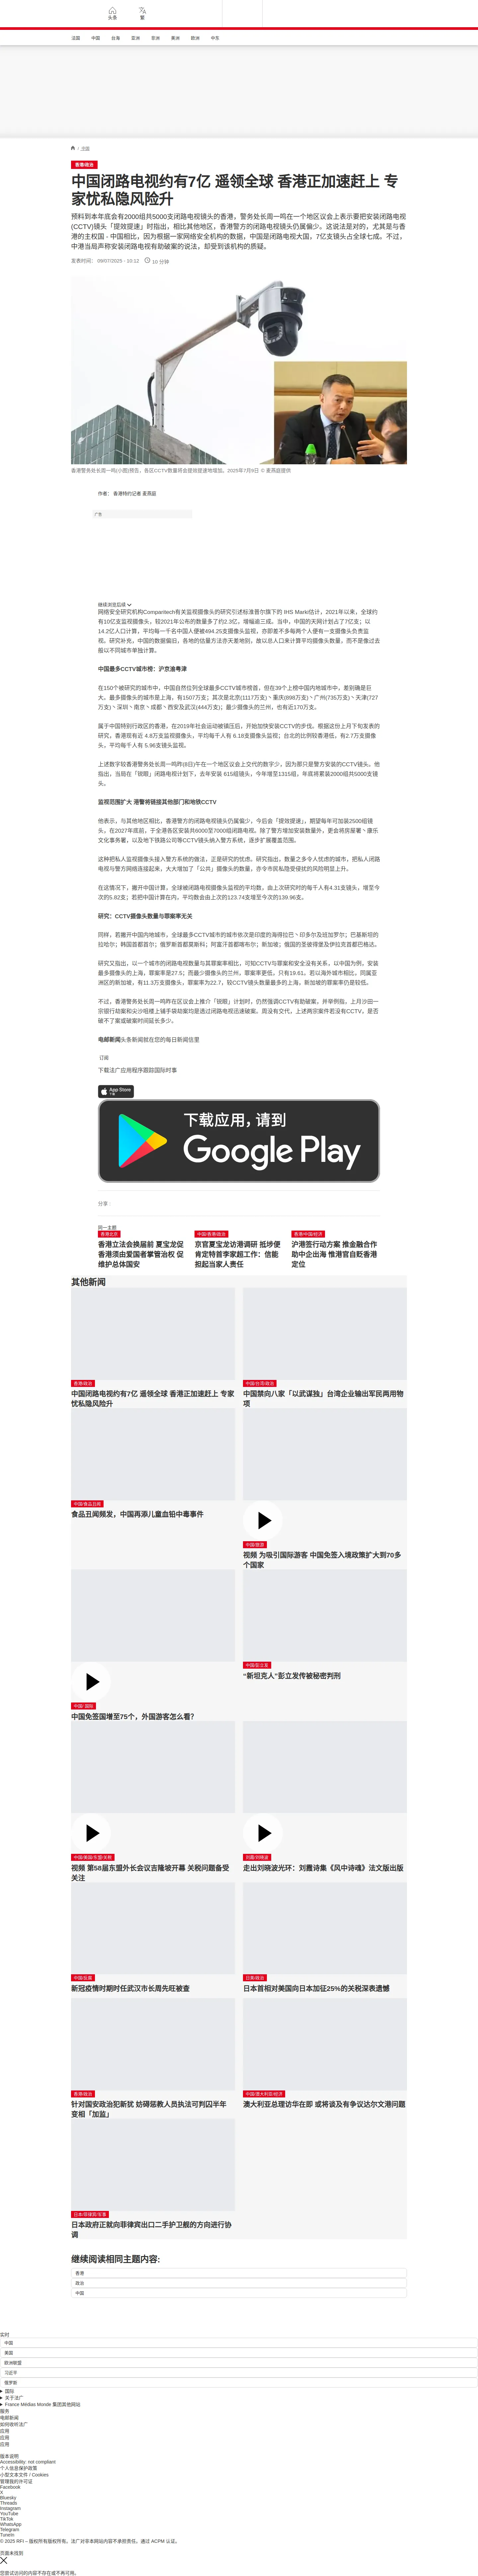 头条
繁
法国
中国
台海
亚洲
非洲
美洲
欧洲
中东
/ 中国
香港/政治
中国闭路电视约有7亿 遥领全球 香港正加速赶上 专
家忧私隐风险升
预料到本年底会有2000组共5000支闭路电视镜头的香港，警务处长周一鸣在一个地区议会上表示要把安装闭路电视
(CCTV)镜头「提效提速」时指出，相比其他地区，香港警方的闭路电视镜头仍属偏少。这说法是对的，尤其是与香
港的主权国 - 中国相比，因为根据一家网络安全机构的数据，中国是闭路电视大国，7亿支镜头占全球七成。不过，
中港当局声称安装闭路电视有助破案的说法，却受到该机构的质疑。
发表时间： 09/07/2025 - 10:12
10 分钟
香港警务处长周一鸣(小图)预告，各区CCTV数量将会提效提速地增加。2025年7月9日 © 麦燕庭提供
作者： 香港特约记者 麦燕庭
广告
继续浏览后续
网络安全研究机构Comparitech有关监视摄像头的研究引述标准普尔旗下的 IHS Markit估计，2021年以来，全球约
有10亿支监视摄像头，较2021年公布的数量多了约2.3亿，增幅逾三成。当中，中国的天网计划占了7亿支；以
14.2亿人口计算，平均每一千名中国人便被494.25支摄像头监视，亦即差不多每两个人便有一支摄像头负责监
视。研究补充，中国的数据偏旧，各地的估量方法亦天差地别，故以总人口来计算平均摄像头数量，而不是像过去
般以不同城市单独计算。
中国最多CCTV城市榜：沪京渝粤津
在150个被研究的城市中，中国自然位列全球最多CCTV城市榜首，但在39个上榜中国内地城市中，差别确是巨
大。最多摄像头的城市是上海，有1507万支；其次是北京(1117万支)丶重庆(898万支)丶广州(735万支)丶天津(727
万支)丶深圳丶南京丶成都丶西安及武汉(444万支)；最少摄像头的兰州，也有近170万支。
属于中国特别行政区的香港，在2019年社会运动被镇压后，开始加快安装CCTV的步伐。根据这份上月下旬发表的
研究，香港现有近 4.8万支监视摄像头，平均每千人有 6.18支摄像头监视；台北的比例较香港低，有2.7万支摄像
头，平均每千人有 5.96支镜头监视。
上述数字较香港警务处长周一鸣昨(8日)午在一个地区议会上交代的数字少，因为那只是警方安装的CCTV镜头。他
指出，当局在「锐眼」闭路电视计划下，去年安装 615组镜头，今年增至1315组，年底将累装2000组共5000支镜
头。
监视范围扩大 港警将链接其他部门和地铁CCTV
他表示，与其他地区相比，香港警方的闭路电视镜头仍属偏少，今后会「提效提速」，期望每年可加装2500组镜
头，在2027年底前，于全港各区安装共6000至7000组闭路电视。除了警方增加安装数量外，更会将房屋署丶康乐
文化事务署，以及地下铁路公司等CCTV镜头纳入警方系统，逐步扩展覆盖范围。
这种把私人监视摄像头接入警方系统的做法，正是研究的忧虑。研究指出，数量之多令人忧虑的城市，把私人闭路
电视与警方网络连接起来，大大增加了「公共」摄像头的数量，亦令市民私隐受侵扰的风险明显上升。
在这情况下，撇开中国计算，全球被闭路电视摄像头监视的平均数，由上次研究时的每千人有4.31支镜头，增至今
次的5.82支；若把中国计算在内，平均数会由上次的123.74支增至今次的139.96支。
研究：CCTV摄像头数量与罪案率无关
同样，若撇开中国内地城市，全球最多CCTV城市的城市依次是印度的海得拉巴丶印多尔及班加罗尔；巴基斯坦的
拉哈尔；韩国首都首尔；俄罗斯首都莫斯科；阿富汗首都喀布尔；新加坡；俄国的圣彼得堡及伊拉克首都巴格达。
研究又指出，以一个城市的闭路电视数量与其罪案率相比，可知CCTV与罪案和安全没有关系，以中国为例，安装
最多摄像头的上海，罪案率是27.5；而最少摄像头的兰州，罪案率更低，只有19.61。若以海外城市相比，同属亚
洲区的新加坡，有11.3万支摄像头，罪案率为22.7，较CCTV镜头数量最多的上海，新加坡的罪案率仍是较低。
不过，香港警务处长周一鸣昨在区议会上推介「锐眼」计划时，仍然强调CCTV有助破案，并举例指，上月沙田一
宗银行劫案和尖沙咀楼上铺手袋劫案均是透过闭路电视迅速破案。周没有交代，上述两宗案件若没有CCTV，是否
破不了案或破案时间延长多少。
电邮新闻头条新闻就在您的每日新闻信里
订阅
下载法广应用程序跟踪国际时事
App Store
下载应用, 请到
Google Play
分享 :
同一主题
香港北京
香港立法会换届前 夏宝龙促
香港须由爱国者掌管治权 促
维护总体国安
中国/香港/政治
京官夏宝龙访港调研 抵埗便
肯定特首李家超工作：信能
担起当家人责任
香港/中国/经济
沪港签行动方案 推金融合作
助中企出海 惟港官自贬香港
定位
其他新闻
香港/政治
中国闭路电视约有7亿 遥领全球 香港正加速赶上 专家
忧私隐风险升
中国/台湾/政治
中国禁向八家「以武谋独」台湾企业输出军民两用物
项
中国/食品丑闻
食品丑闻频发，中国再添儿童血铅中毒事件
中国/旅游
视频 为吸引国际游客 中国免签入境政策扩大到70多
个国家
中国/ 国际
中国免签国增至75个，外国游客怎么看?
中国/彭立发
“新坦克人”彭立发传被秘密判刑
中国/美国/东盟/关税
视频 第58届东盟外长会议吉隆坡开幕 关税问题备受
关注
刘霞/刘晓波
走出刘晓波光环：刘霞诗集《风中诗魂》法文版出版
中国/反腐
新冠疫情时期时任武汉市长周先旺被查
日美/政治
日本首相对美国向日本加征25%的关税深表遗憾
香港/政治
针对国安政治犯新犹 妨碍惩教人员执法可判囚半年
变相「加监」
中国/澳大利亚/经济
澳大利亚总理访华在即 或将谈及有争议达尔文港问题
日本/菲律宾/军事
日本政府正就向菲律宾出口二手护卫舰的方向进行协
调
继续阅读相同主题内容:
香港
政治
中国
实时
中国
美国
欧洲联盟
习近平
俄罗斯
国际
关于法广
France Médias Monde 集团其他网站
服务
电邮新闻
如何收听法广
应用
应用
应用
版本说明
Accessibility: not compliant
个人信息保护政策
小型文本文件 / Cookies
管理我的许可证
Facebook
X
Bluesky
Threads
Instagram
YouTube
TikTok
WhatsApp
Telegram
TuneIn
© 2025 RFI – 版权所有版权所有。法广对非本网站内容不承担责任。通过 ACPM 认证。
页面未找到
您尝试访问的内容不存在或不再可用。